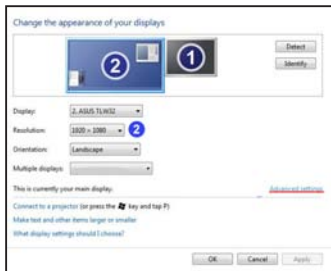 Change the appearance of your displays
2
1
Detect
Identify
Display:
2. ASUS TLW32
Resolution:
1920 × 1080
2
Orientation:
Landscape
Multiple displays:
This is currently your main display.
Advanced settings
Connect to a projector (or press the key and tap P)
Make text and other items larger or smaller
What display settings should I choose?
OK
Cancel
Apply